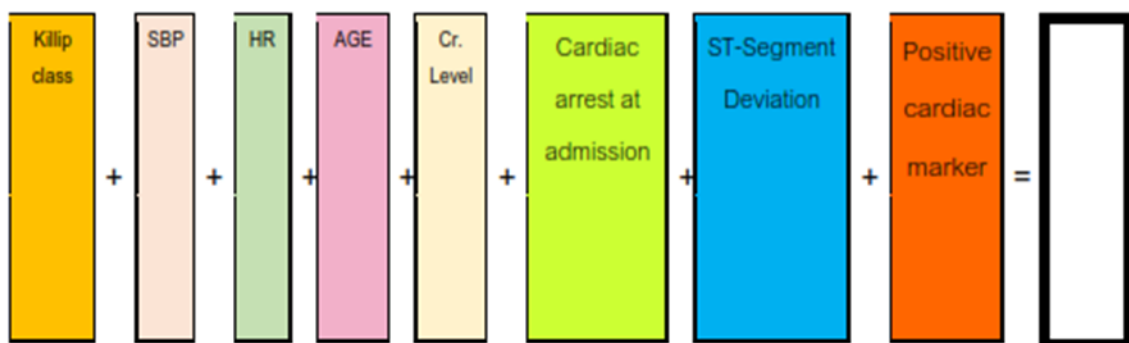 Killip
class
+
SBP
+
HR
+
AGE
+
Cr.
Level
+
Cardiac
arrest at
admission
+
ST-Segment
Deviation
+
Positive
cardiac
marker
=